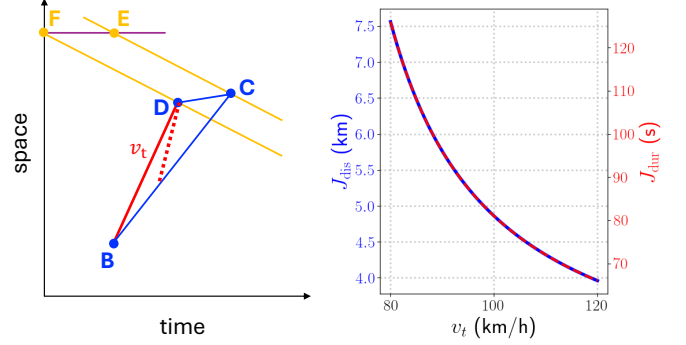 F
E
C
D
v_t
B
space
time
7.5
7.0
6.5
6.0
5.5
5.0
4.5
4.0
J_dis (km)
120
110
100
90
80
70
J_dur (s)
80
100
120
v_t (km/h)